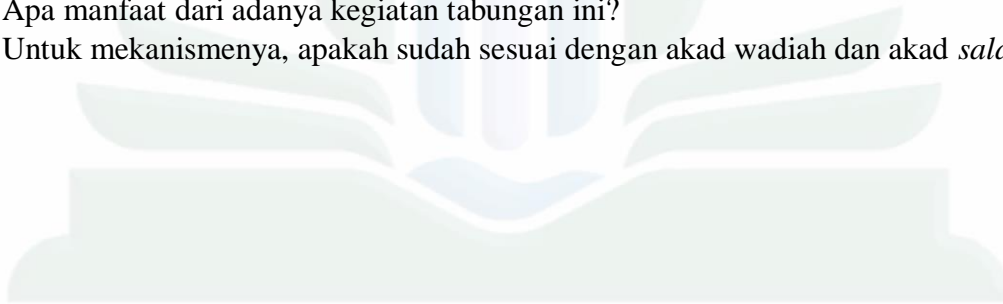 Apa manfaat dari adanya kegiatan tabungan ini?
Untuk mekanismenya, apakah sudah sesuai dengan akad wadiah dan akad